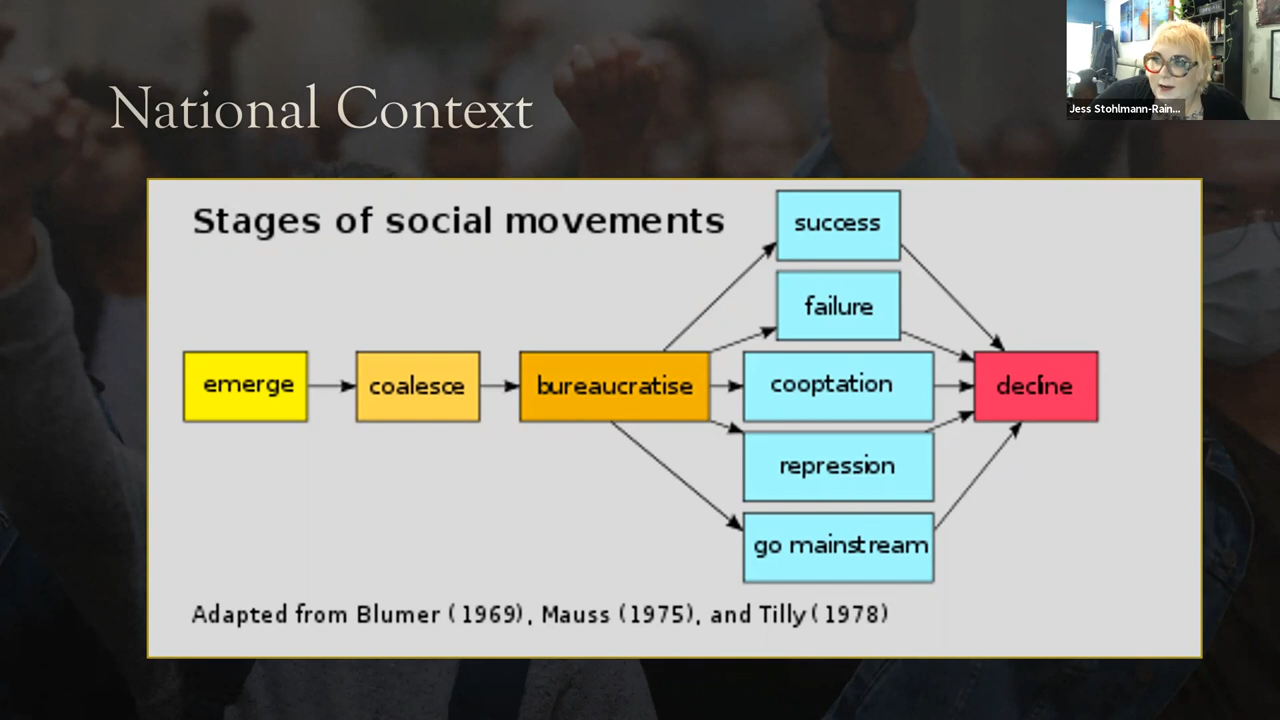 National Context
Jess Stohlmann-Rain...
Stages of social movements
success
failure
emerge
coalesce
bureaucratise
cooptation
decline
repression
go mainstream
Adapted from Blumer (1969), Mauss (1975), and Tilly (1978)